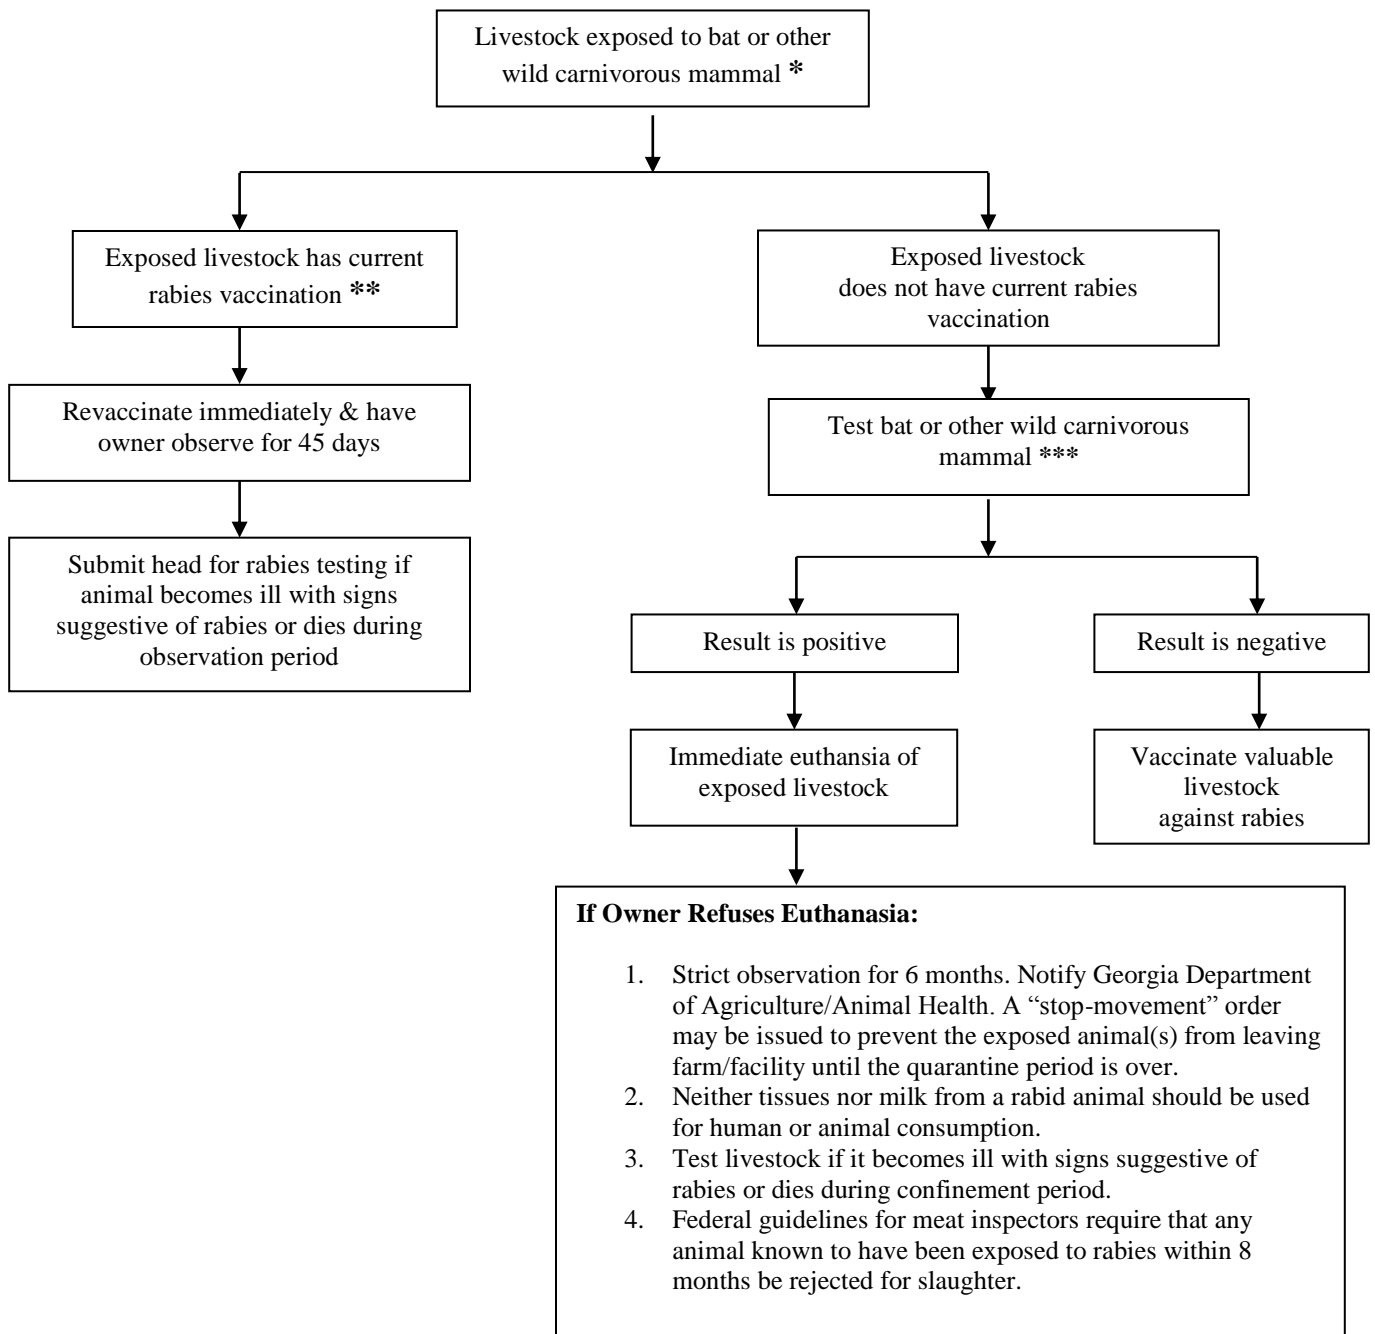 Livestock exposed to bat or other
wild carnivorous mammal *
Exposed livestock has current
rabies vaccination **
Exposed livestock
does not have current rabies
vaccination
Revaccinate immediately & have
owner observe for 45 days
Test bat or other wild carnivorous
mammal ***
Submit head for rabies testing if
animal becomes ill with signs
suggestive of rabies or dies during
observation period
Result is positive
Result is negative
Immediate euthansia of
exposed livestock
Vaccinate valuable
livestock
against rabies
If Owner Refuses Euthanasia:
1. Strict observation for 6 months. Notify Georgia Department
of Agriculture/Animal Health. A “stop-movement” order
may be issued to prevent the exposed animal(s) from leaving
farm/facility until the quarantine period is over.
2. Neither tissues nor milk from a rabid animal should be used
for human or animal consumption.
3. Test livestock if it becomes ill with signs suggestive of
rabies or dies during confinement period.
4. Federal guidelines for meat inspectors require that any
animal known to have been exposed to rabies within 8
months be rejected for slaughter.